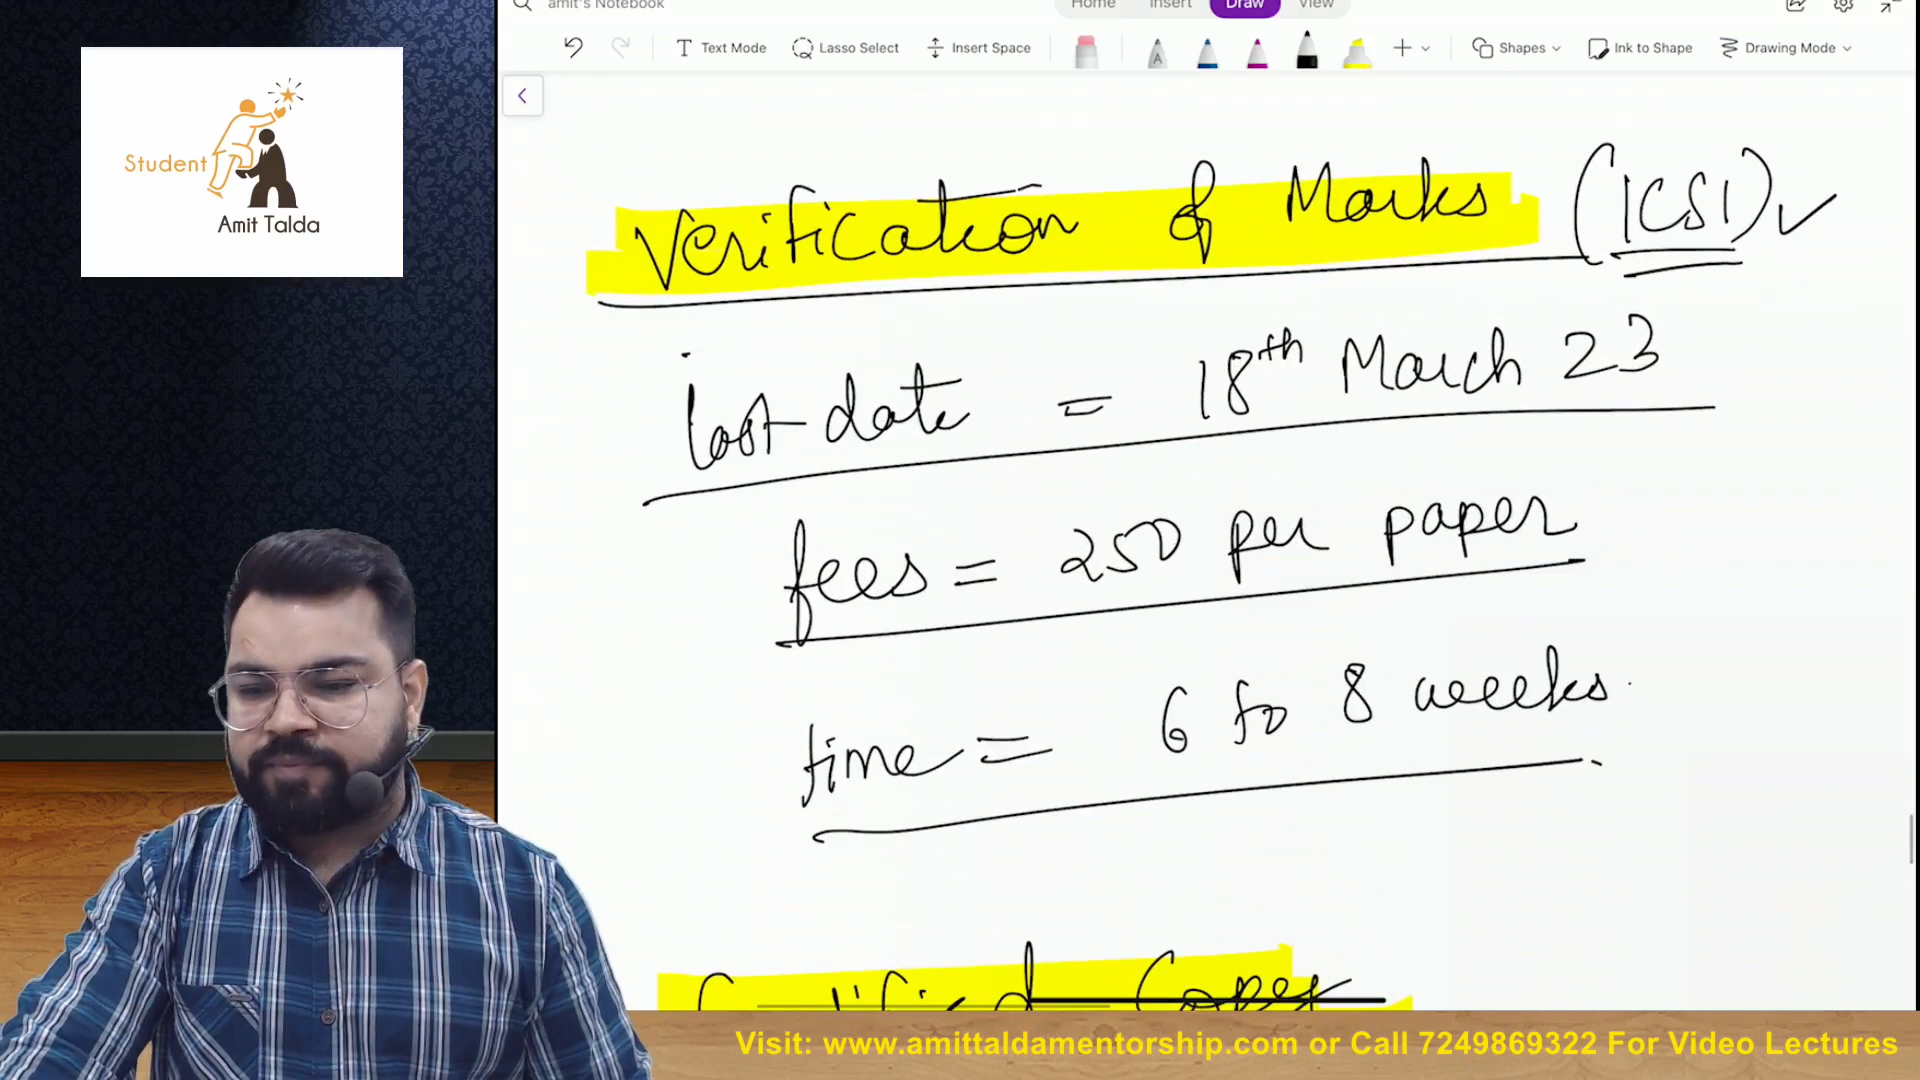 amit's Notebook
Home Insert Draw View
Text Mode Lasso Select Insert Space Shapes Ink to Shape Drawing Mode
A
Student
Amit Talda
Verification of Marks (ICSI)
last date = 18th March 23
fees = 250 per paper
time = 6 to 8 weeks.
Certified Copy
Visit: www.amittaldamentorship.com or Call 7249869322 For Video Lectures